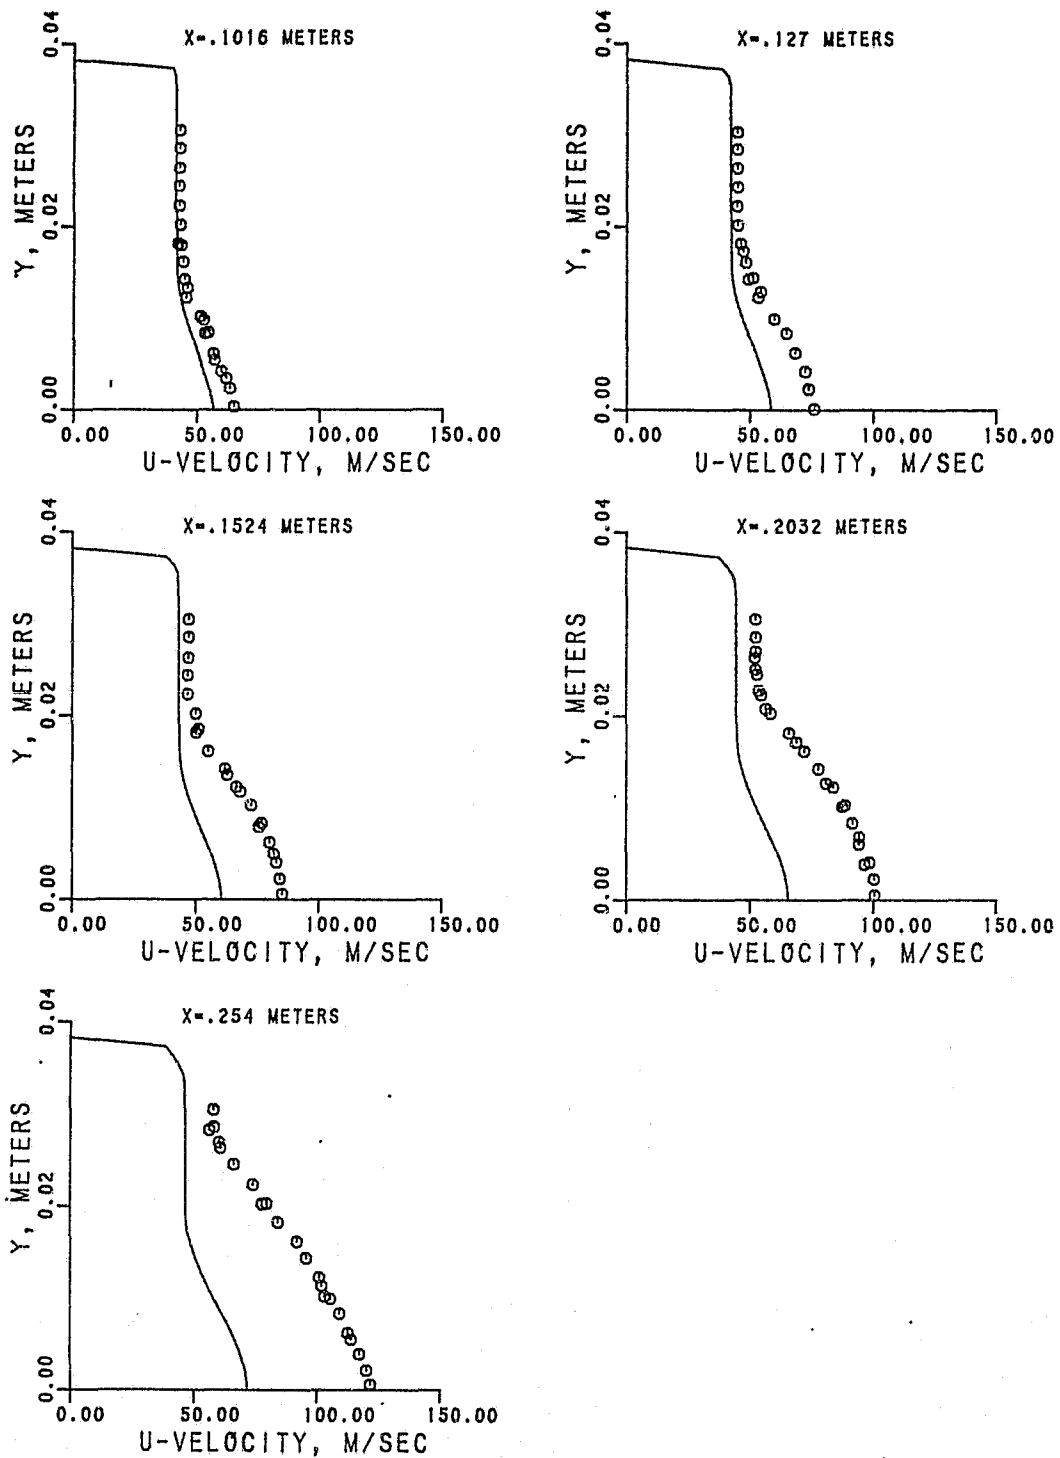 X=.1016 METERS
0.04
0.02
0.00
Y, METERS
0.00 50.00 100.00 150.00
U-VELOCITY, M/SEC
X=.127 METERS
0.04
0.02
0.00
Y, METERS
0.00 50.00 100.00 150.00
U-VELOCITY, M/SEC
X=.1524 METERS
0.04
0.02
0.00
Y, METERS
0.00 50.00 100.00 150.00
U-VELOCITY, M/SEC
X=.2032 METERS
0.04
0.02
0.00
Y, METERS
0.00 50.00 100.00 150.00
U-VELOCITY, M/SEC
X=.254 METERS
0.04
0.02
0.00
Y, METERS
0.00 50.00 100.00 150.00
U-VELOCITY, M/SEC